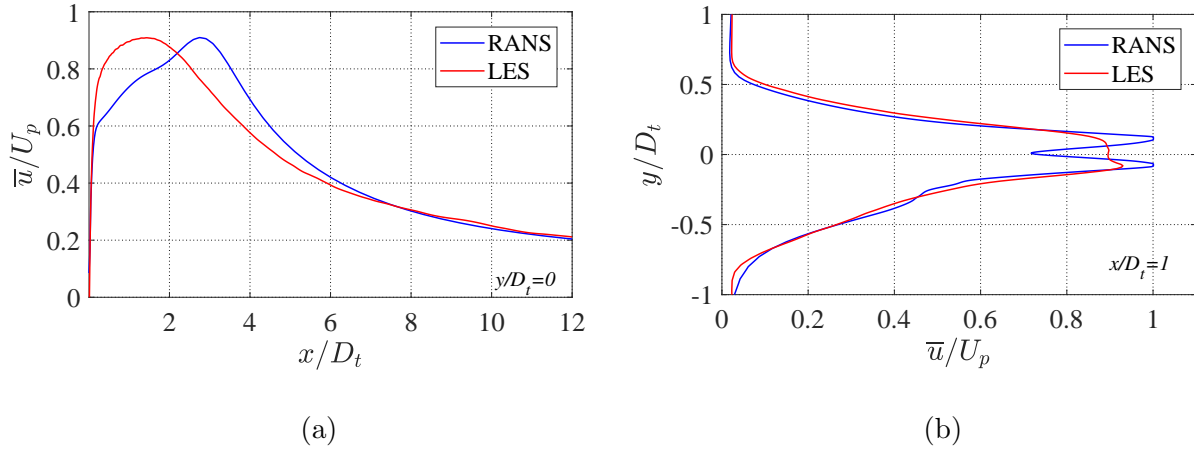 (a)
1
0.8
0.6
0.4
0.2
0
u̅/U_p
RANS
LES
y/D_t=0
2
4
6
8
10
12
x/D_t
(b)
1
0.5
0
-0.5
-1
y/D_t
RANS
LES
x/D_t=1
0
0.2
0.4
0.6
0.8
1
u̅/U_p
(a)
(b)